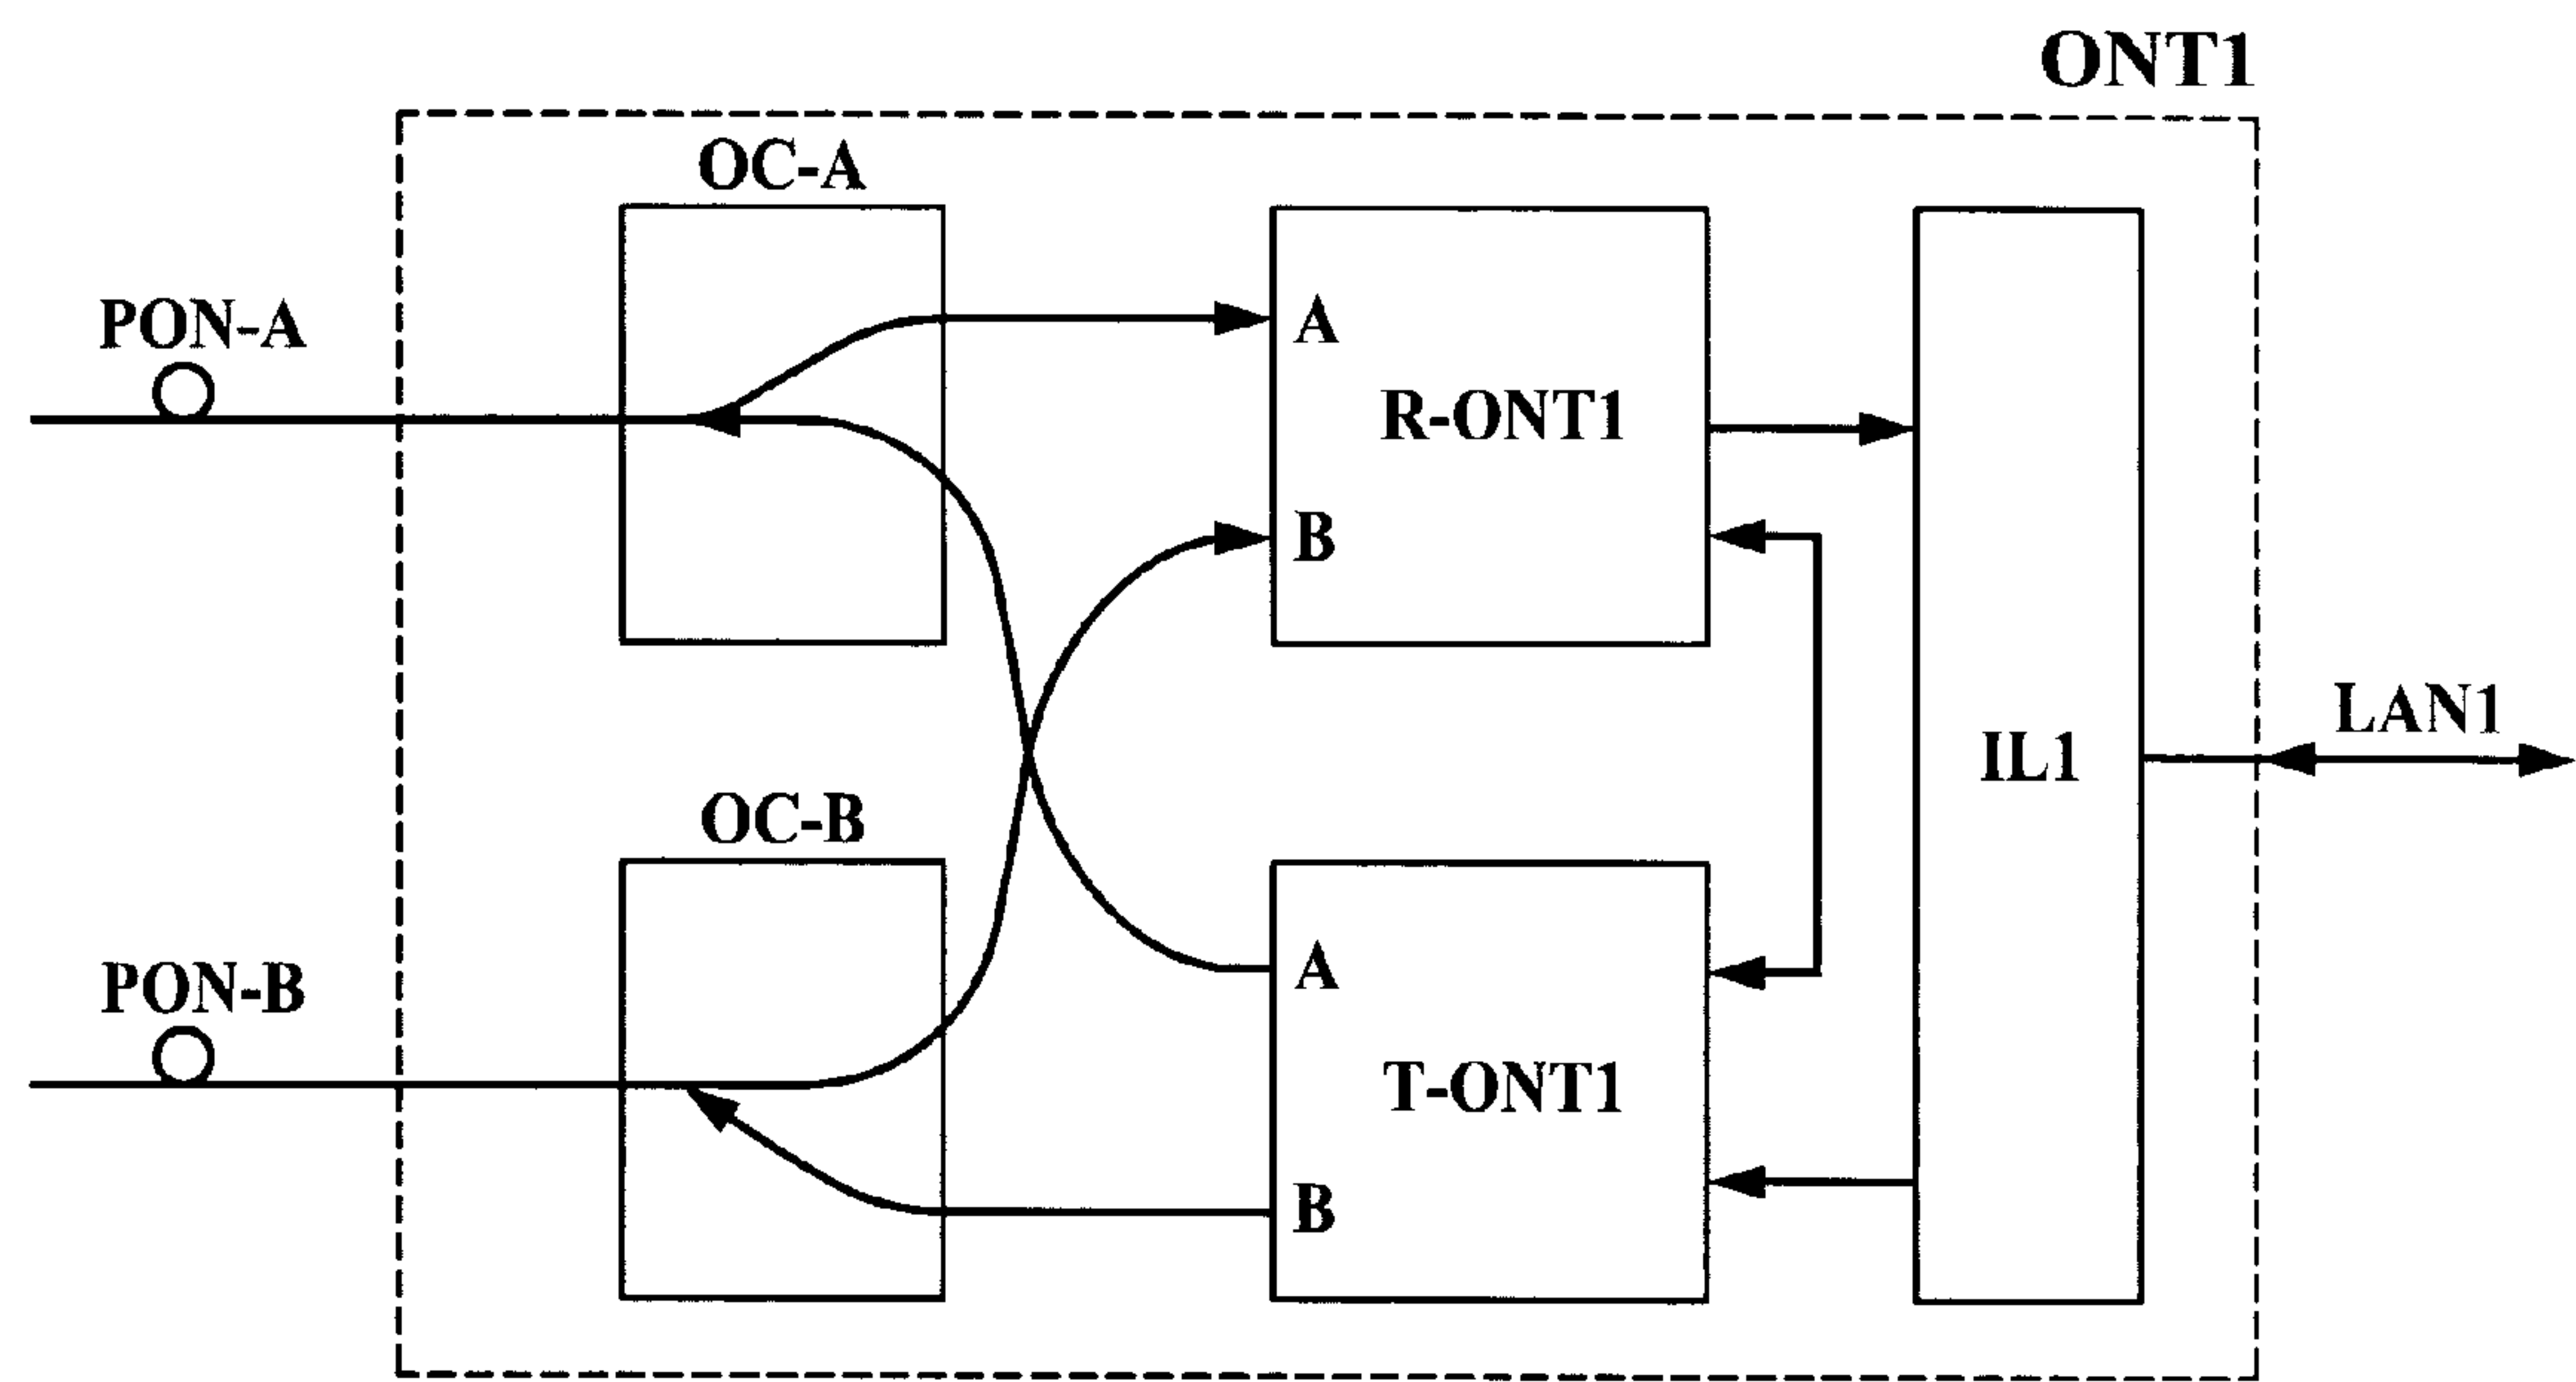 ONT1
OC-A
PON-A
A
R-ONT1
B
LAN1
IL1
OC-B
PON-B
A
T-ONT1
B